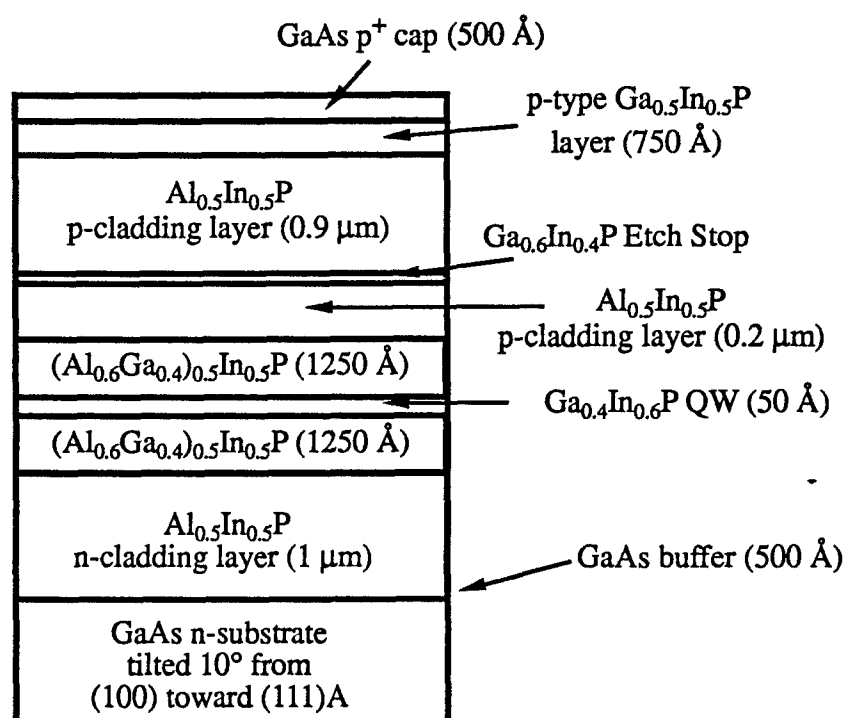 GaAs p⁺ cap (500 Å)
p-type Ga₀.₅In₀.₅P
layer (750 Å)
Al₀.₅In₀.₅P
p-cladding layer (0.9 μm)
Ga₀.₆In₀.₄P Etch Stop
Al₀.₅In₀.₅P
p-cladding layer (0.2 μm)
(Al₀.₆Ga₀.₄)₀.₅In₀.₅P (1250 Å)
Ga₀.₄In₀.₆P QW (50 Å)
(Al₀.₆Ga₀.₄)₀.₅In₀.₅P (1250 Å)
Al₀.₅In₀.₅P
n-cladding layer (1 μm)
GaAs buffer (500 Å)
GaAs n-substrate
tilted 10° from
(100) toward (111)A